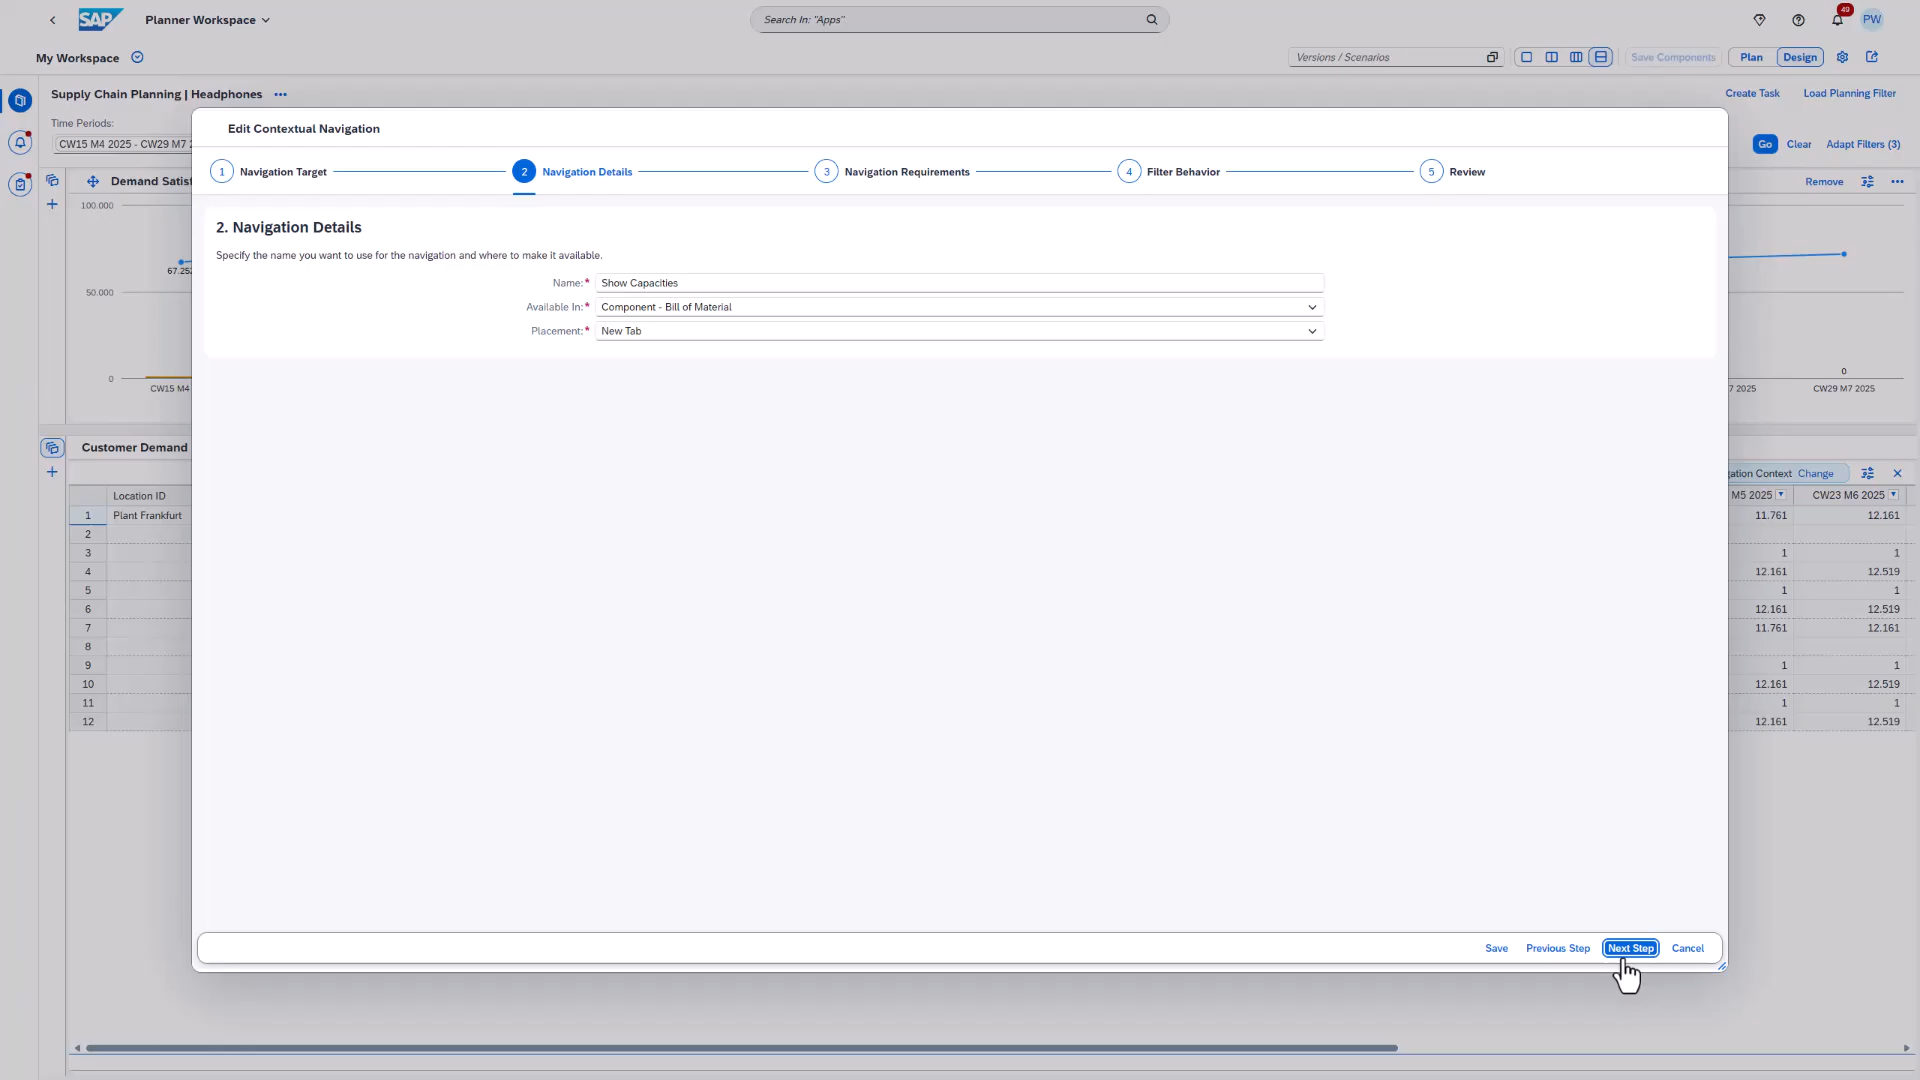 SAP Planner Workspace
Search In: "Apps"
49
PW
My Workspace
Versions / Scenarios
Save Components
Plan
Design
Supply Chain Planning | Headphones
Create Task
Load Planning Filter
Time Periods:
CW15 M4 2025 - CW29 M7 2
Go
Clear
Adapt Filters (3)
Edit Contextual Navigation
1 Navigation Target
2 Navigation Details
3 Navigation Requirements
4 Filter Behavior
5 Review
Demand Satisf
Remove
100.000
67.252
50.000
0
CW15 M4
0
7 2025
CW29 M7 2025
2. Navigation Details
Specify the name you want to use for the navigation and where to make it available.
Name:* Show Capacities
Available In:* Component - Bill of Material
Placement:* New Tab
Customer Demand
gation Context Change
Location ID
M5 2025
CW23 M6 2025
1 Plant Frankfurt 11.761 12.161
2
3 1 1
4 12.161 12.519
5 1 1
6 12.161 12.519
7 11.761 12.161
8
9 1 1
10 12.161 12.519
11 1 1
12 12.161 12.519
Save
Previous Step
Next Step
Cancel